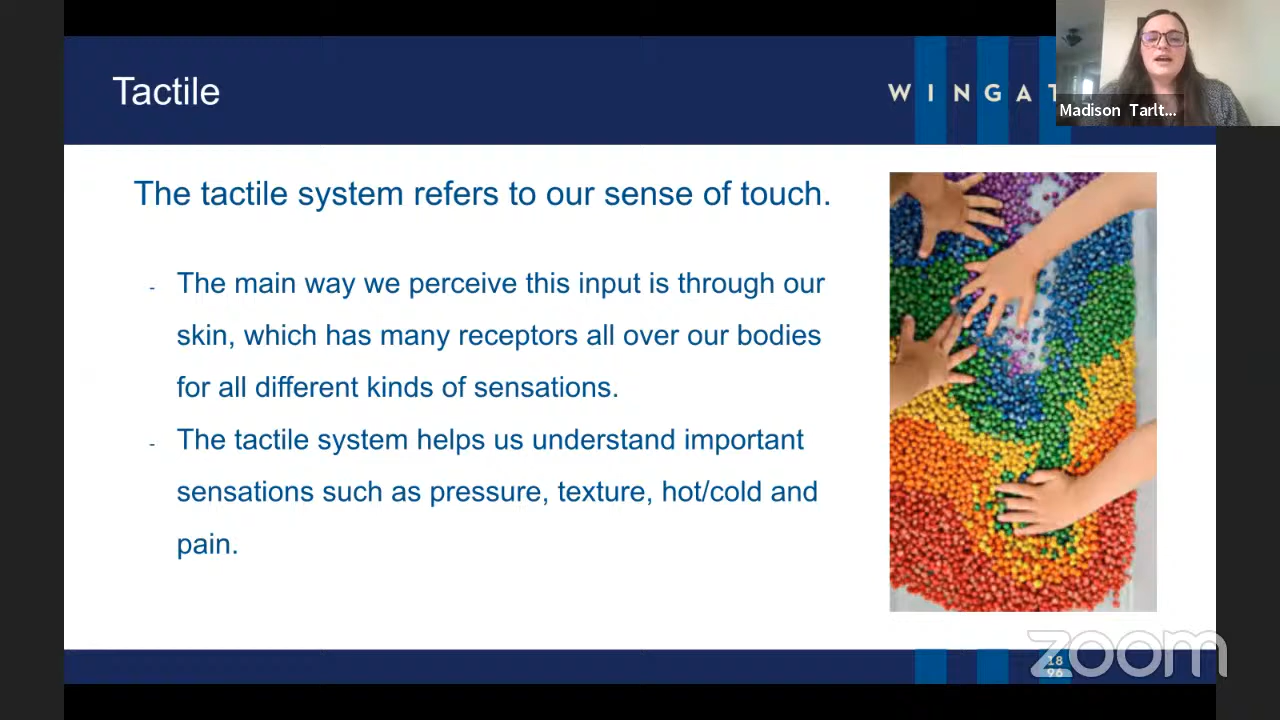 Tactile
WINGAT
Madison Tarlt...
The tactile system refers to our sense of touch.
- The main way we perceive this input is through our
skin, which has many receptors all over our bodies
for all different kinds of sensations.
- The tactile system helps us understand important
sensations such as pressure, texture, hot/cold and
pain.
zoom
18
96